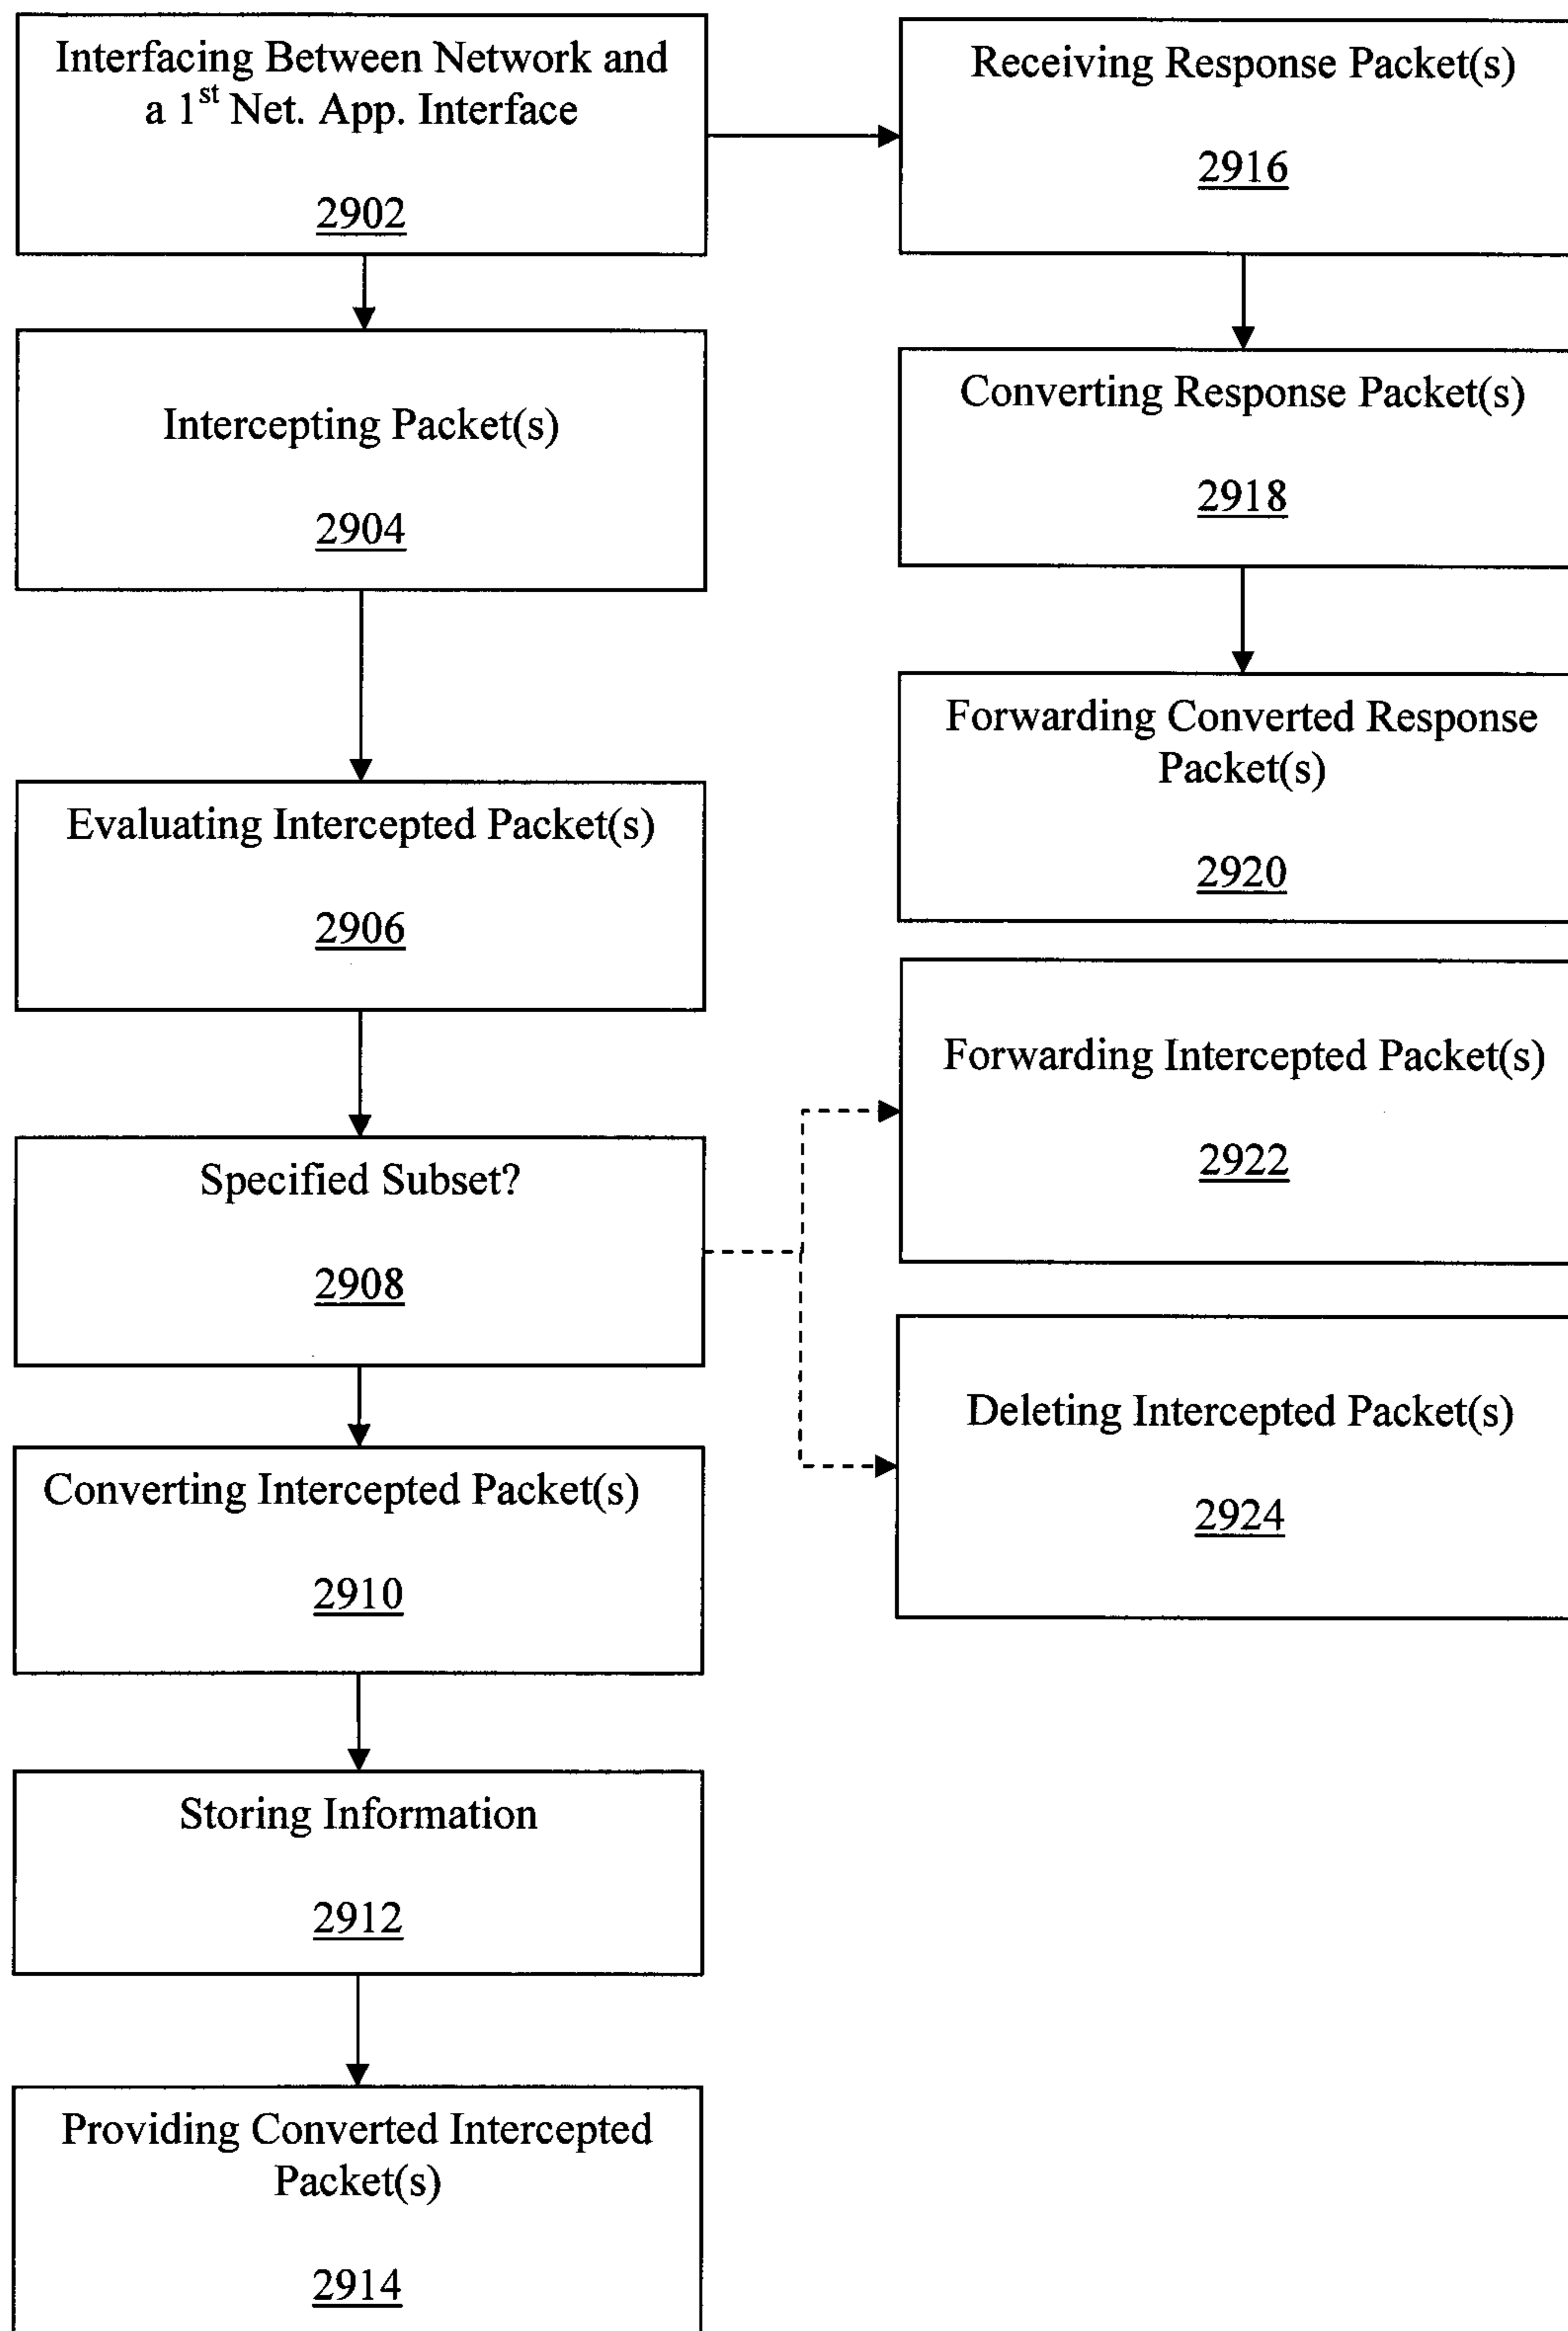 Interfacing Between Network and
a 1st Net. App. Interface
2902
Intercepting Packet(s)
2904
Evaluating Intercepted Packet(s)
2906
Specified Subset?
2908
Converting Intercepted Packet(s)
2910
Storing Information
2912
Providing Converted Intercepted
Packet(s)
2914
Receiving Response Packet(s)
2916
Converting Response Packet(s)
2918
Forwarding Converted Response
Packet(s)
2920
Forwarding Intercepted Packet(s)
2922
Deleting Intercepted Packet(s)
2924